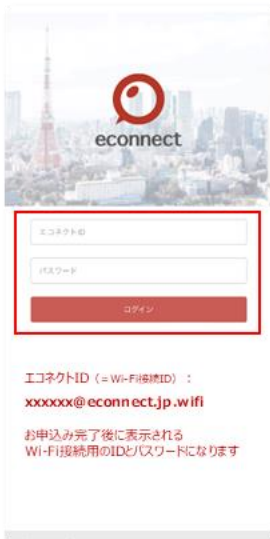 econnect
エコネクトID
パスワード
ログイン
エコネクトID（=Wi-Fi接続ID）：
xxxxxx@econnect.jp.wifi
お申込み完了後に表示される
Wi-Fi接続用のIDとパスワードになります